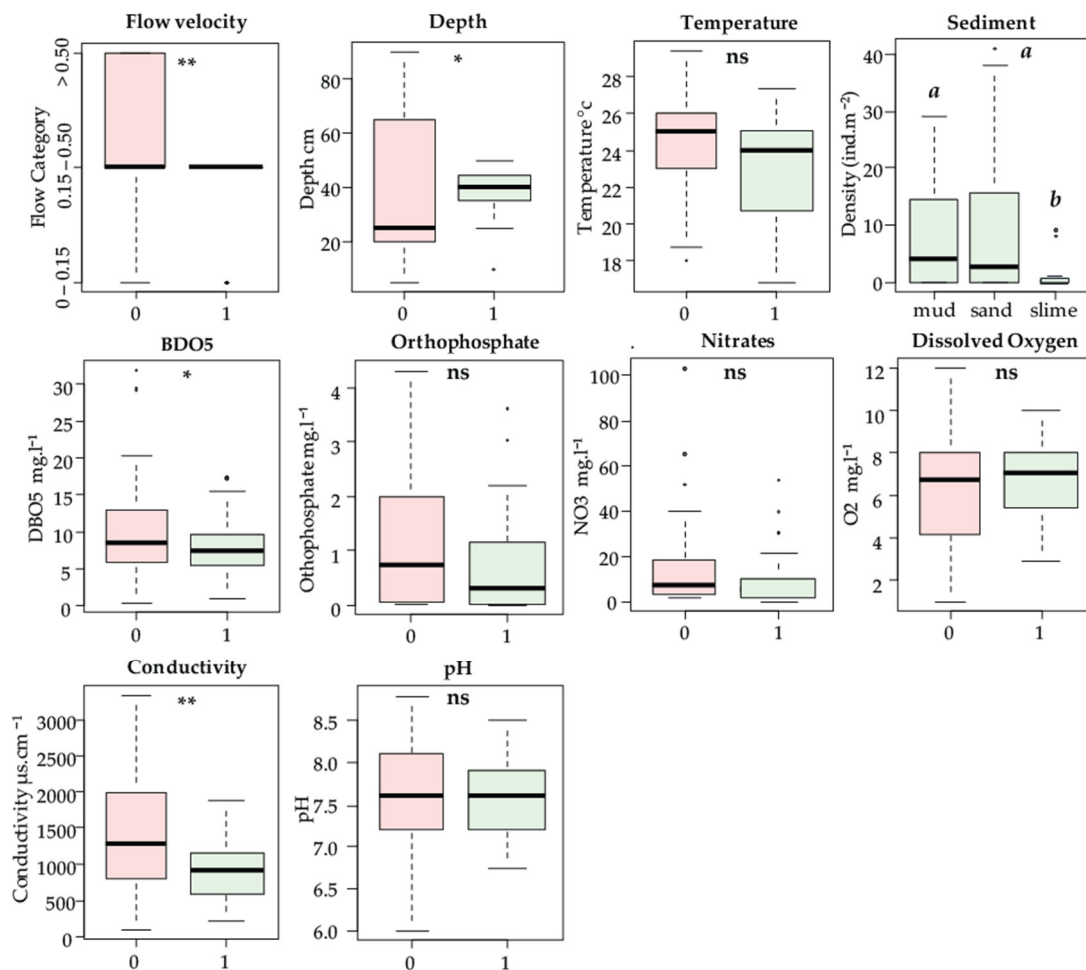 Flow velocity
**
Flow Category
> 0.50
0.15 – 0.50
0 – 0.15
0 1
Depth
*
Depth cm
80
60
40
20
0 1
Temperature
ns
Temperature °c
28
26
24
22
20
18
0 1
Sediment
a a b
Density (ind.m⁻²)
40
30
20
10
0
mud sand slime
BDO5
*
DBO5 mg.l⁻¹
30
25
20
15
10
5
0
0 1
Orthophosphate
ns
Othophosphate mg.l⁻¹
4
3
2
1
0
0 1
Nitrates
ns
NO3 mg.l⁻¹
100
80
60
40
20
0
0 1
Dissolved Oxygen
ns
O2 mg.l⁻¹
12
10
8
6
4
2
0 1
Conductivity
**
Conductivity µs.cm⁻¹
3000
2500
2000
1500
1000
500
0
0 1
pH
ns
pH
8.5
8.0
7.5
7.0
6.5
6.0
0 1